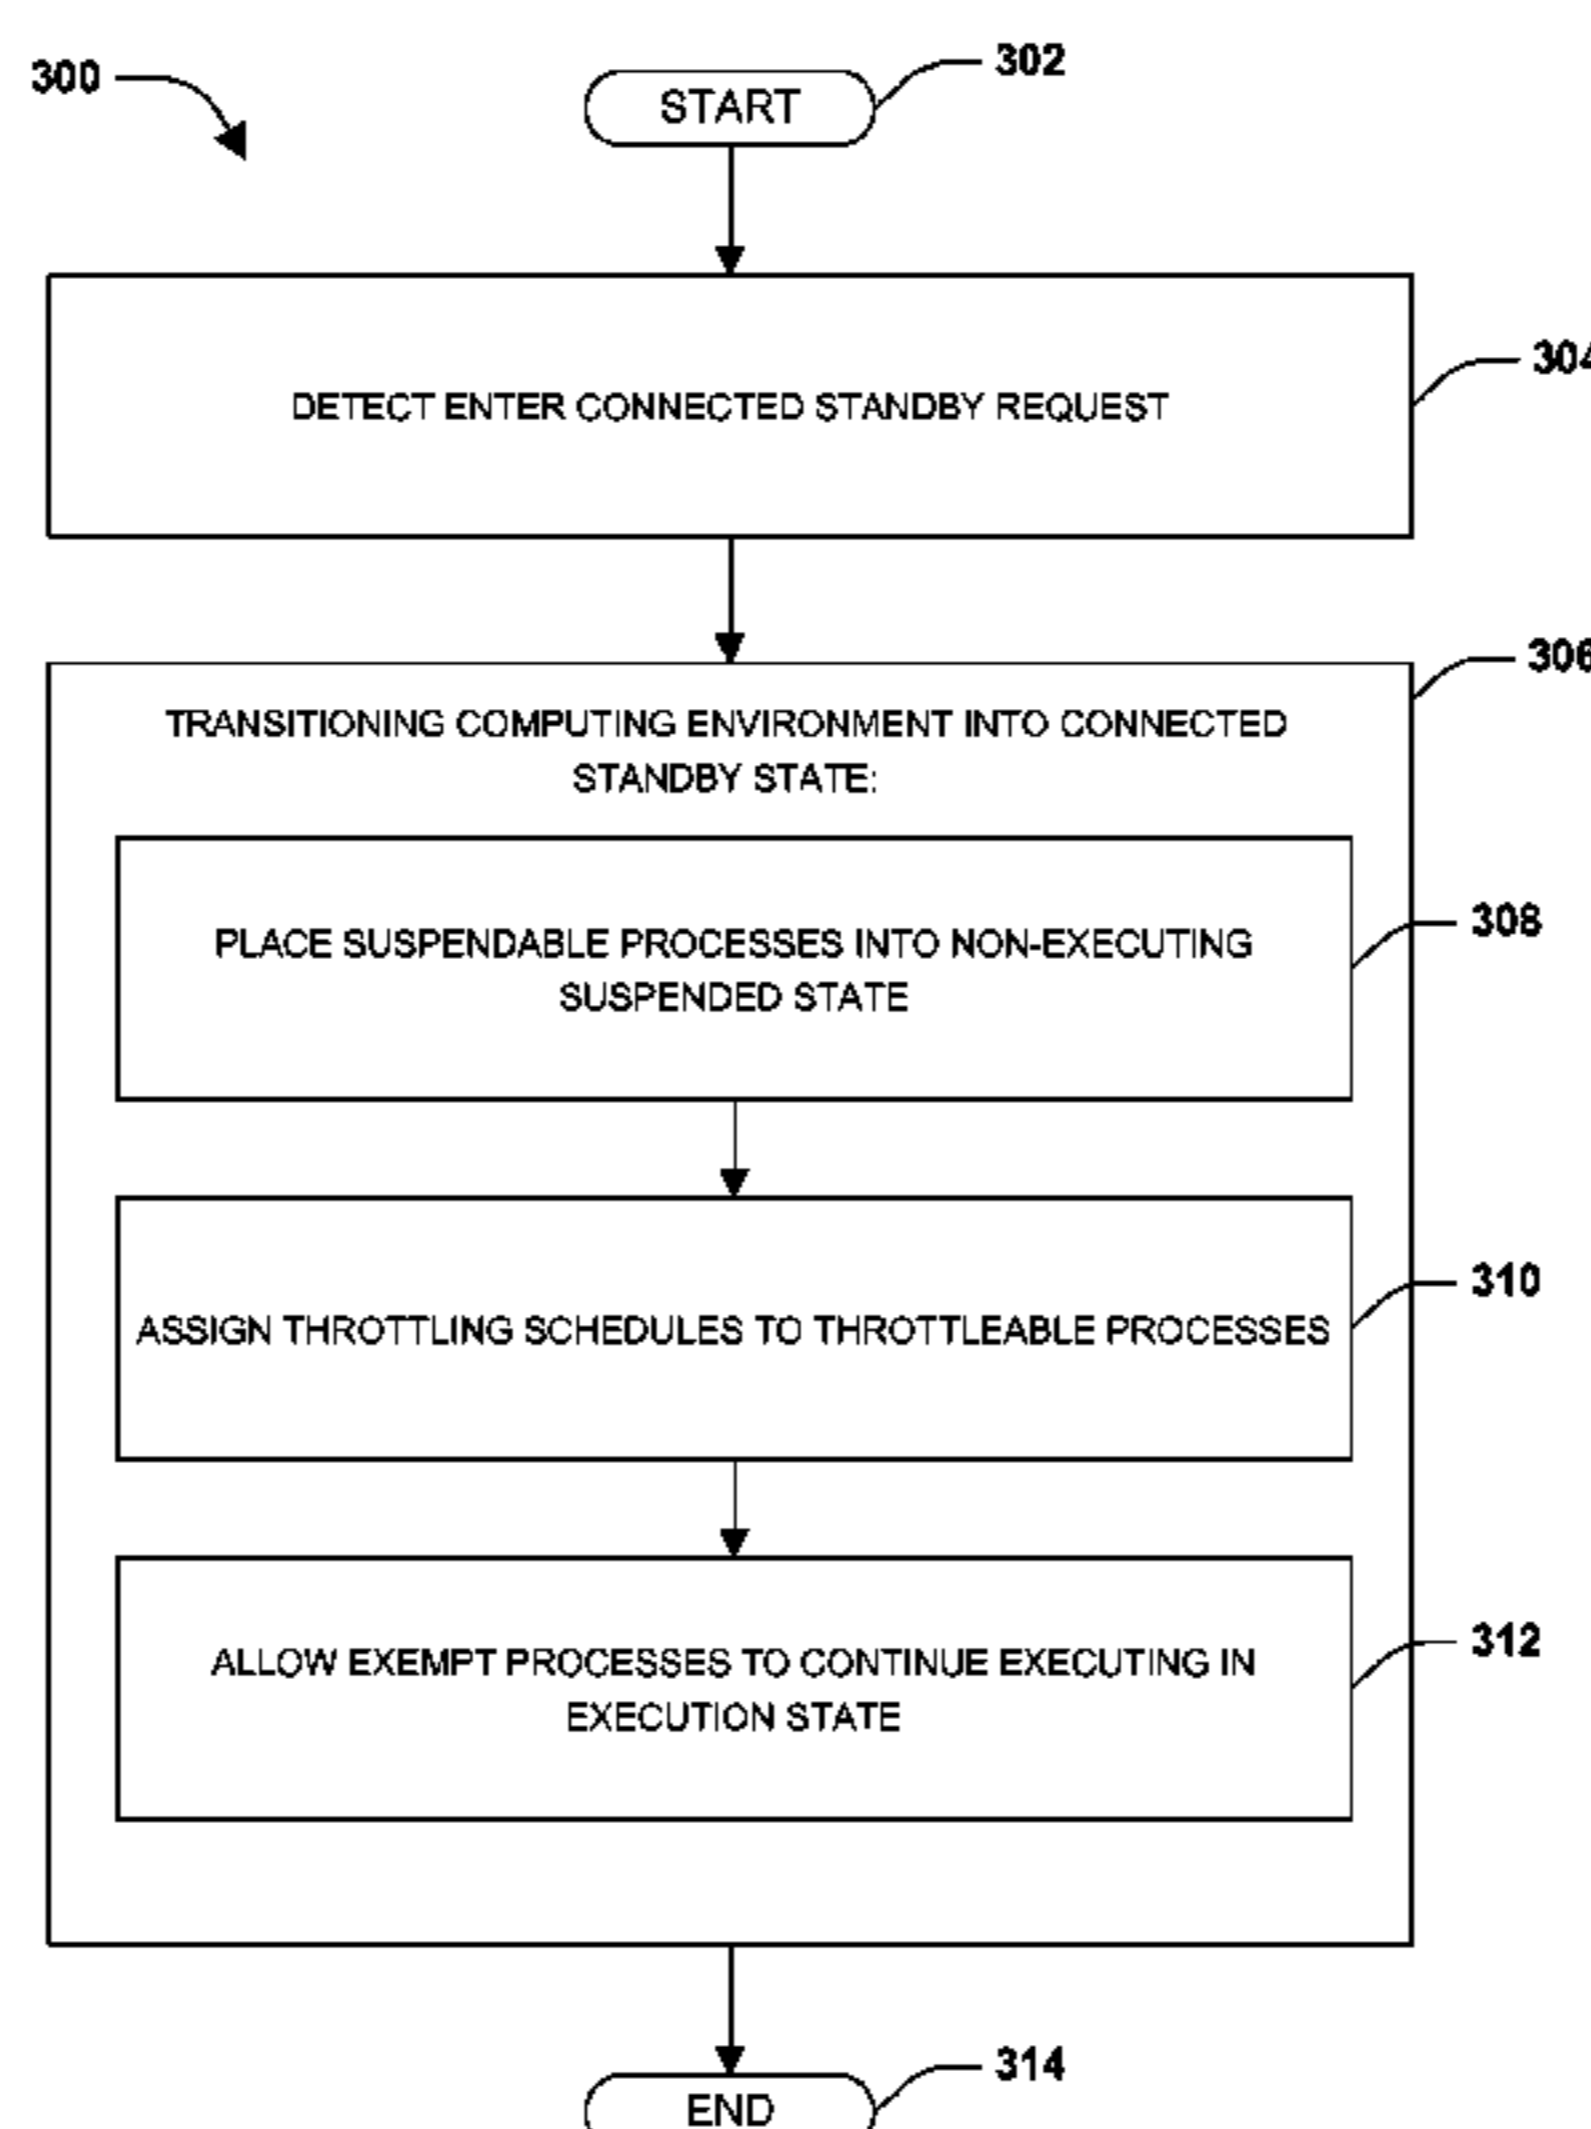 300
302
START
DETECT ENTER CONNECTED STANDBY REQUEST
304
306
TRANSITIONING COMPUTING ENVIRONMENT INTO CONNECTED
STANDBY STATE:
PLACE SUSPENDABLE PROCESSES INTO NON-EXECUTING
SUSPENDED STATE
308
ASSIGN THROTTLING SCHEDULES TO THROTTLEABLE PROCESSES
310
ALLOW EXEMPT PROCESSES TO CONTINUE EXECUTING IN
EXECUTION STATE
312
314
END